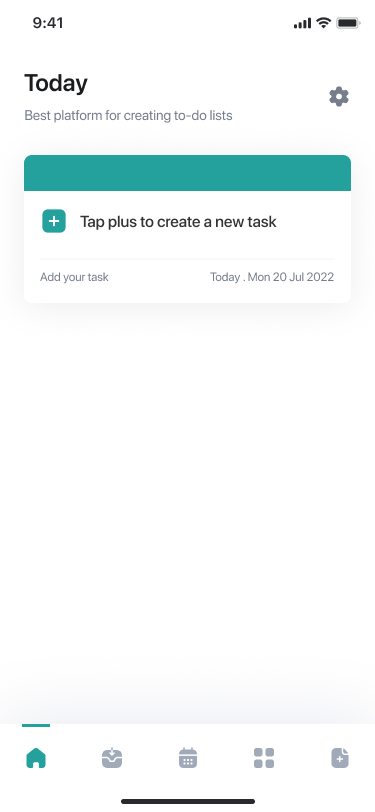 9:41
Today
Best platform for creating to-do lists
Tap plus to create a new task
Add your task
Today . Mon 20 Jul 2022